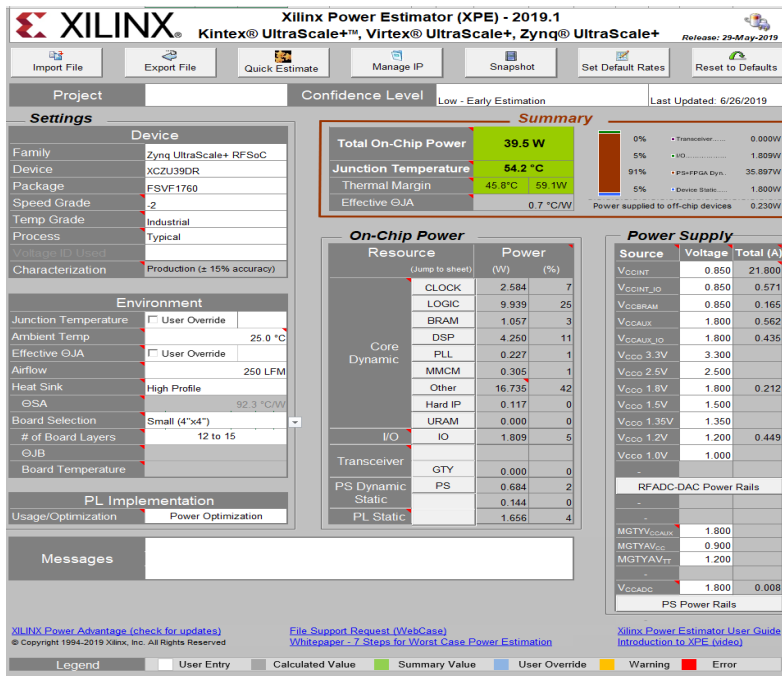 XILINX®
Xilinx Power Estimator (XPE) - 2019.1
Kintex® UltraScale+™, Virtex® UltraScale+, Zynq® UltraScale+
Release: 29-May-2019
Import File Export File Quick Estimate Manage IP Snapshot Set Default Rates Reset to Defaults
Project Confidence Level Low - Early Estimation Last Updated: 6/26/2019
Settings
Device
Family Zynq UltraScale+ RFSoC
Device XCZU39DR
Package FSVF1760
Speed Grade -2
Temp Grade Industrial
Process Typical
Voltage ID Used
Characterization Production (± 15% accuracy)
Environment
Junction Temperature User Override
Ambient Temp 25.0 °C
Effective ΘJA User Override
Airflow 250 LFM
Heat Sink High Profile
ΘSA 92.3 °C/W
Board Selection Small (4"x4")
# of Board Layers 12 to 15
ΘJB
Board Temperature
PL Implementation
Usage/Optimization Power Optimization
Summary
Total On-Chip Power 39.5 W
Junction Temperature 54.2 °C
Thermal Margin 45.8°C 59.1W
Effective ΘJA 0.7 °C/W
0% Transceiver...... 0.000W
5% I/O.................. 1.809W
91% PS+FPGA Dyn.. 35.897W
5% Device Static..... 1.800W
Power supplied to off-chip devices 0.230W
On-Chip Power
Resource Power
(Jump to sheet) (W) (%)
Core Dynamic
CLOCK 2.584 7
LOGIC 9.939 25
BRAM 1.057 3
DSP 4.250 11
PLL 0.227 1
MMCM 0.305 1
Other 16.735 42
Hard IP 0.117 0
URAM 0.000 0
I/O IO 1.809 5
Transceiver
GTY 0.000 0
PS Dynamic PS 0.684 2
Static 0.144 0
PL Static 1.656 4
Power Supply
Source Voltage Total (A)
VCCINT 0.850 21.800
VCCINT_IO 0.850 0.571
VCCBRAM 0.850 0.165
VCCAUX 1.800 0.562
VCCAUX_IO 1.800 0.435
VCCO 3.3V 3.300
VCCO 2.5V 2.500
VCCO 1.8V 1.800 0.212
VCCO 1.5V 1.500
VCCO 1.35V 1.350
VCCO 1.2V 1.200 0.449
VCCO 1.0V 1.000
-
RFADC-DAC Power Rails
-
-
MGTYVCCAUX 1.800
MGTYAVCC 0.900
MGTYAVTT 1.200
-
VCCADC 1.800 0.008
PS Power Rails
Messages
XILINX Power Advantage (check for updates) File Support Request (WebCase) Xilinx Power Estimator User Guide
© Copyright 1994-2019 Xilinx, Inc. All Rights Reserved Whitepaper - 7 Steps for Worst Case Power Estimation Introduction to XPE (video)
Legend User Entry Calculated Value Summary Value User Override Warning Error